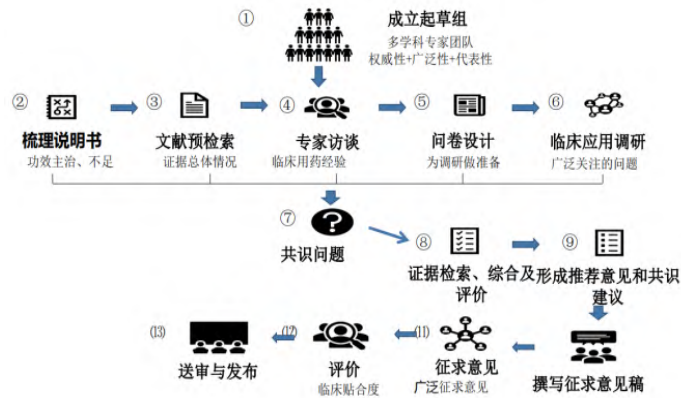 ①
成立起草组
多学科专家团队
权威性+广泛性+代表性
②
③
④
⑤
⑥
梳理说明书
文献预检索
专家访谈
问卷设计
临床应用调研
功效主治、不足
证据总体情况
临床用药经验
为调研做准备
广泛关注的问题
⑦
共识问题
⑧
⑨
证据检索、综合及
评价
形成推荐意见和共识
建议
⑬
⑫
⑾
送审与发布
评价
征求意见
撰写征求意见稿
临床贴合度
广泛征求意见